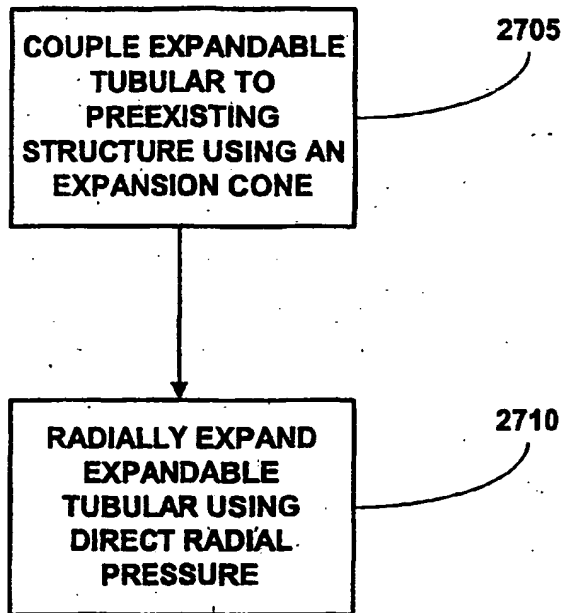 COUPLE EXPANDABLE
TUBULAR TO
PREEXISTING
STRUCTURE USING AN
EXPANSION CONE
2705
RADIALLY EXPAND
EXPANDABLE
TUBULAR USING
DIRECT RADIAL
PRESSURE
2710